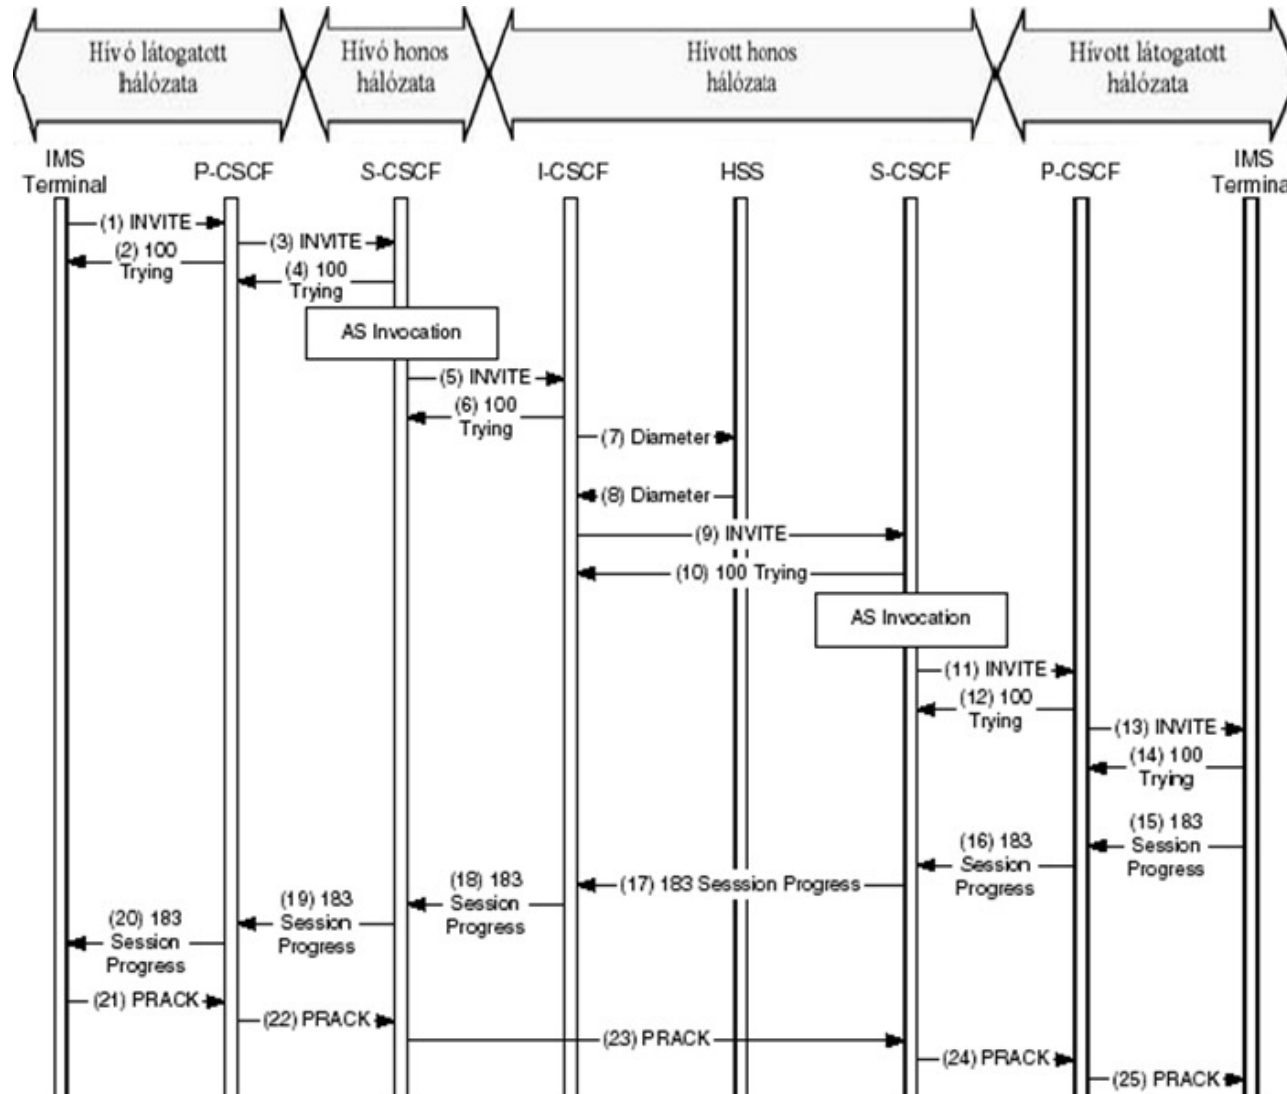 Hívó látogatott
hálózata
Hívó honos
hálózata
Hívott honos
hálózata
Hívott látogatott
hálózata
IMS
Terminal
P-CSCF
S-CSCF
I-CSCF
HSS
S-CSCF
P-CSCF
IMS
Termina
(1) INVITE
(2) 100
Trying
(3) INVITE
(4) 100
Trying
AS Invocation
(5) INVITE
(6) 100
Trying
(7) Diameter
(8) Diameter
(9) INVITE
(10) 100 Trying
AS Invocation
(11) INVITE
(12) 100
Trying
(13) INVITE
(14) 100
Trying
(15) 183
Session
Progress
(16) 183
Session
Progress
(17) 183 Sesssion Progress
(18) 183
Session
Progress
(19) 183
Session
Progress
(20) 183
Session
Progress
(21) PRACK
(22) PRACK
(23) PRACK
(24) PRACK
(25) PRACK